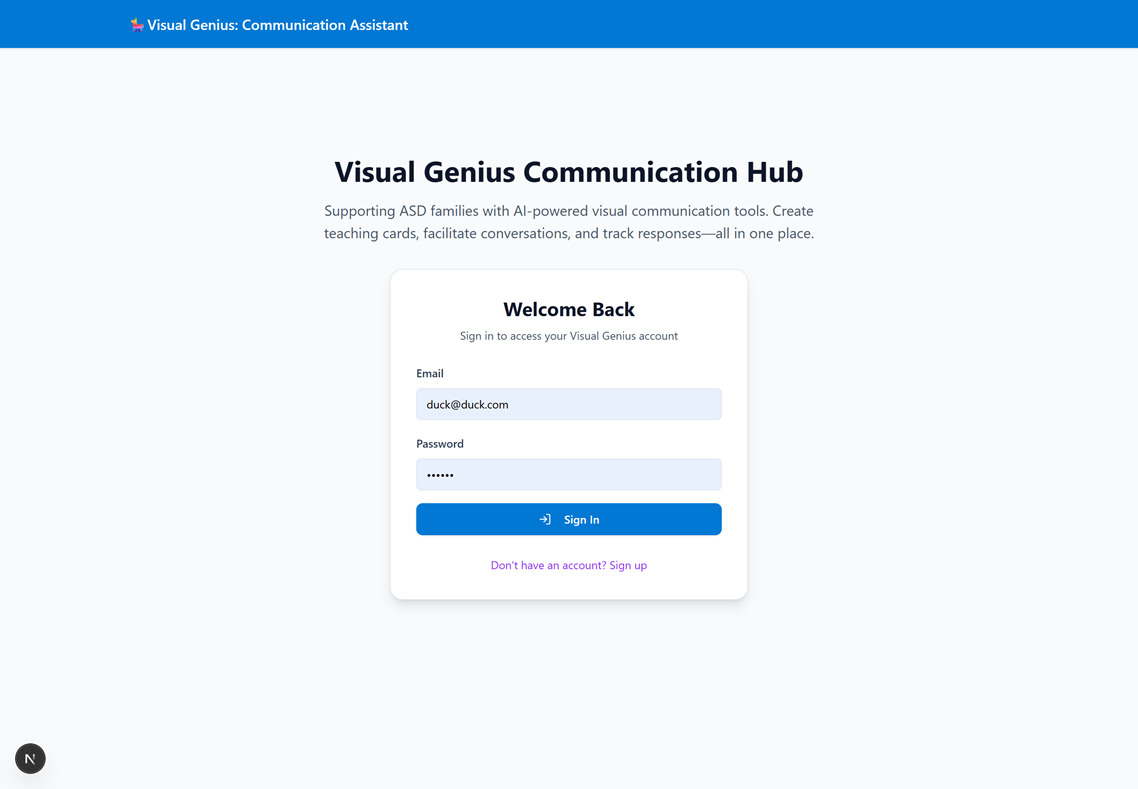 Visual Genius: Communication Assistant
Visual Genius Communication Hub
Supporting ASD families with AI-powered visual communication tools. Create
teaching cards, facilitate conversations, and track responses—all in one place.
Welcome Back
Sign in to access your Visual Genius account
Email
duck@duck.com
Password
••••••
Sign In
Don't have an account? Sign up
N